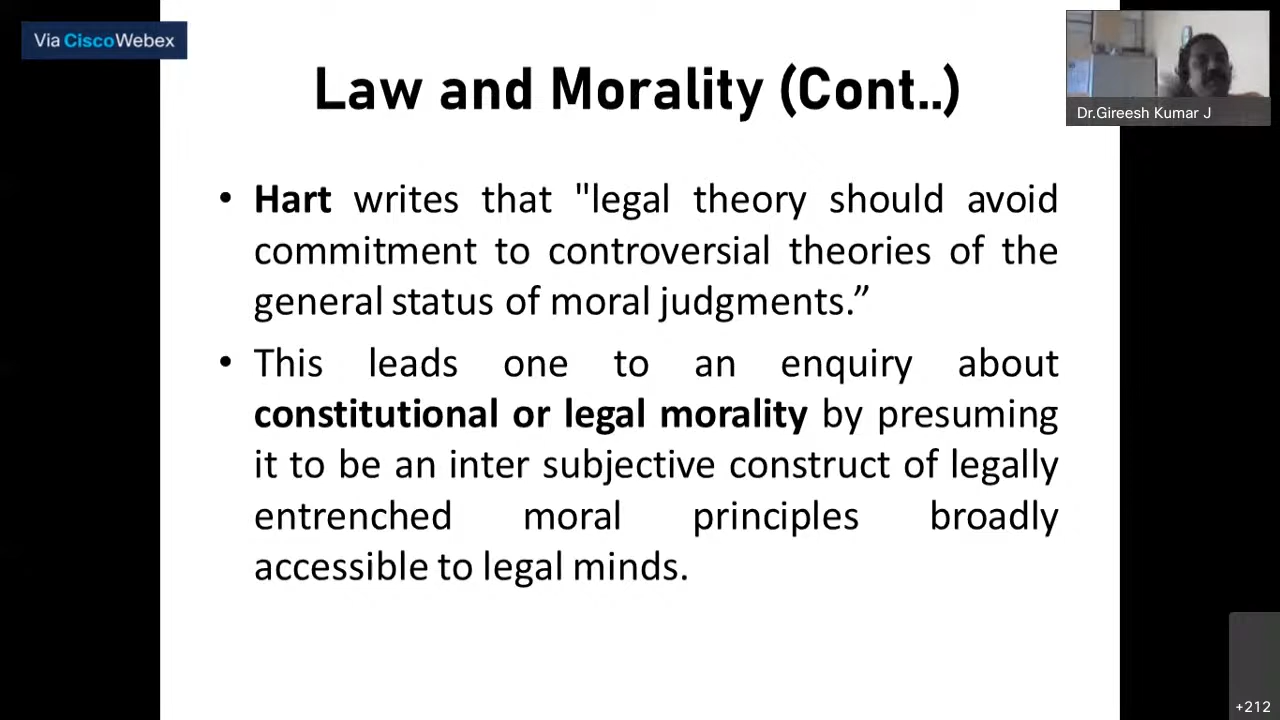 Via CiscoWebex
Law and Morality (Cont..)
Dr.Gireesh Kumar J
• Hart writes that "legal theory should avoid
commitment to controversial theories of the
general status of moral judgments.”
• This leads one to an enquiry about
constitutional or legal morality by presuming
it to be an inter subjective construct of legally
entrenched moral principles broadly
accessible to legal minds.
+212